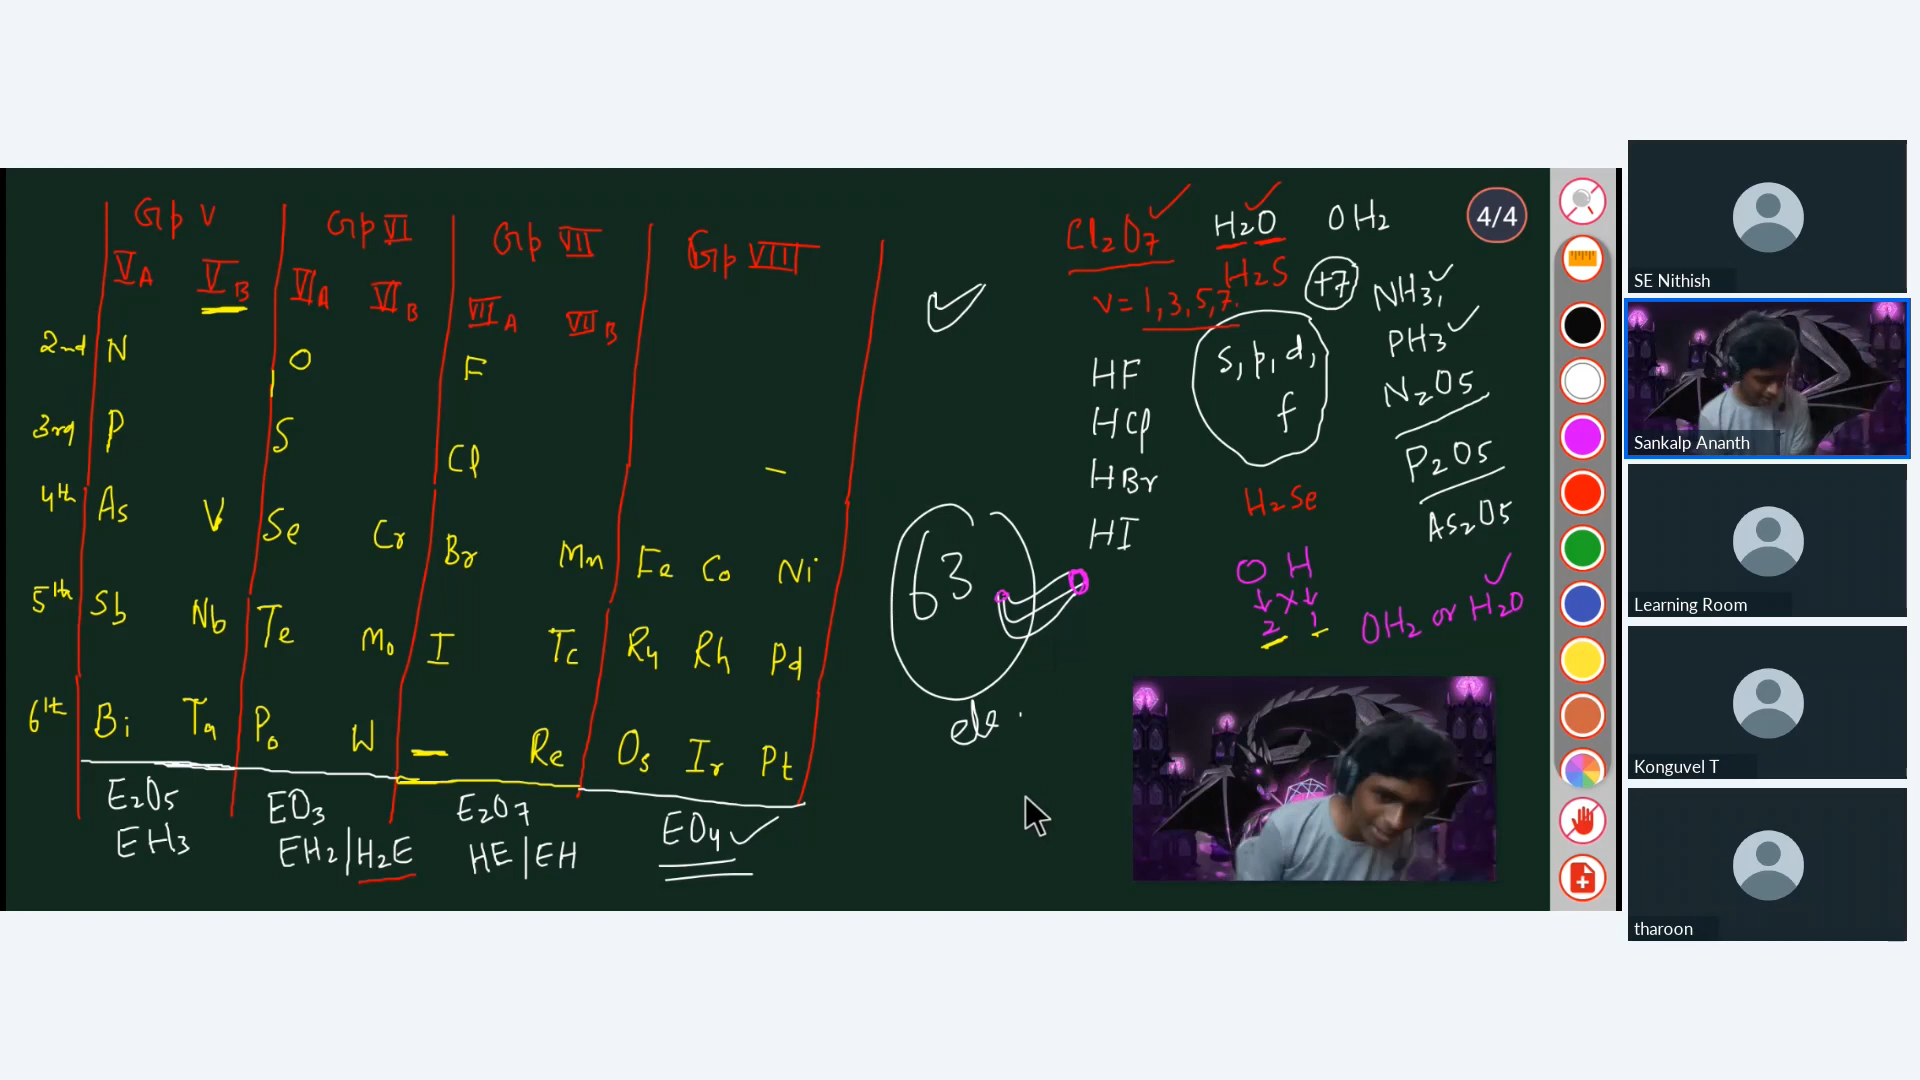 Gp V Gp VI Gp VII Gp VIII
VA VB VIA VIB VIIA VIIB
2nd N O F
3rd P S Cl –
4th As V Se Cr Br Mn Fe Co Ni
5th Sb Nb Te Mo I Tc Ru Rh Pd
6th Bi Ta Po W — Re Os Ir Pt
E2O5 EO3 E2O7 EO4 ✓
EH3 EH2|H2E HE|EH
✓
63
ele.
Cl2O7 ✓
v = 1,3,5,7.
H2O ✓ OH2
H2S
+7
s, p, d,
f
NH3, ✓
PH3 ✓
N2O5
P2O5
As2O5
HF
HCl
HBr
HI
H2Se
O H
↓×↓
2 1
OH2 or H2O ✓
4/4
SE Nithish
Sankalp Ananth
Learning Room
Konguvel T
tharoon